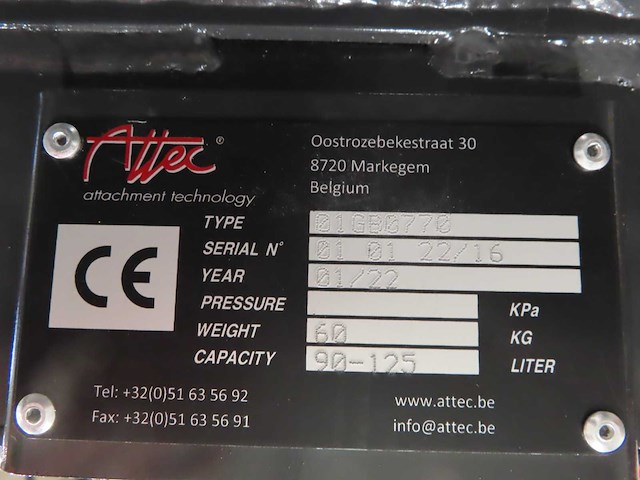 Attec®
attachment technology
Oostrozebekestraat 30
8720 Markegem
Belgium
CE
TYPE 01GB0770
SERIAL N° 01 01 22/16
YEAR 01/22
PRESSURE KPa
WEIGHT 60 KG
CAPACITY 90-125 LITER
Tel: +32(0)51 63 56 92
Fax: +32(0)51 63 56 91
www.attec.be
info@attec.be